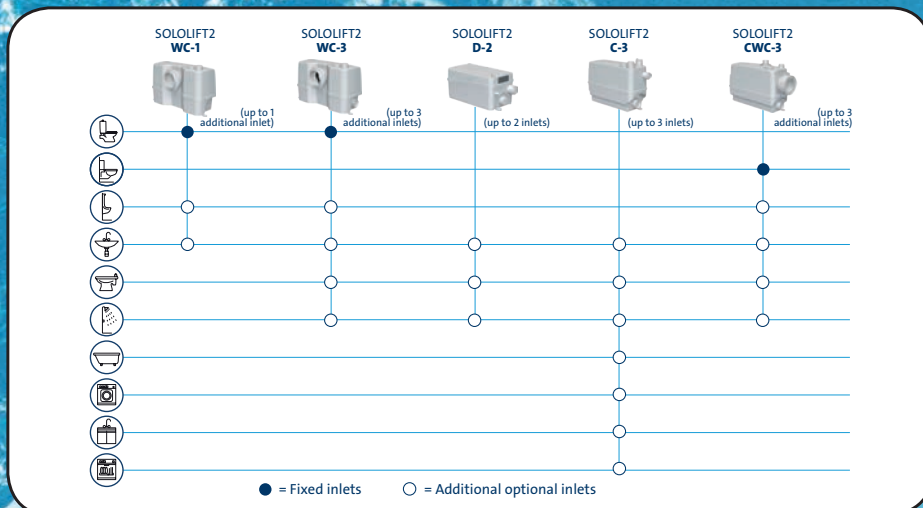 SOLOLIFT2
WC-1
SOLOLIFT2
WC-3
SOLOLIFT2
D-2
SOLOLIFT2
C-3
SOLOLIFT2
CWC-3
(up to 1
additional inlet)
(up to 3
additional inlets)
(up to 2 inlets)
(up to 3 inlets)
(up to 3
additional inlets)
= Fixed inlets
= Additional optional inlets